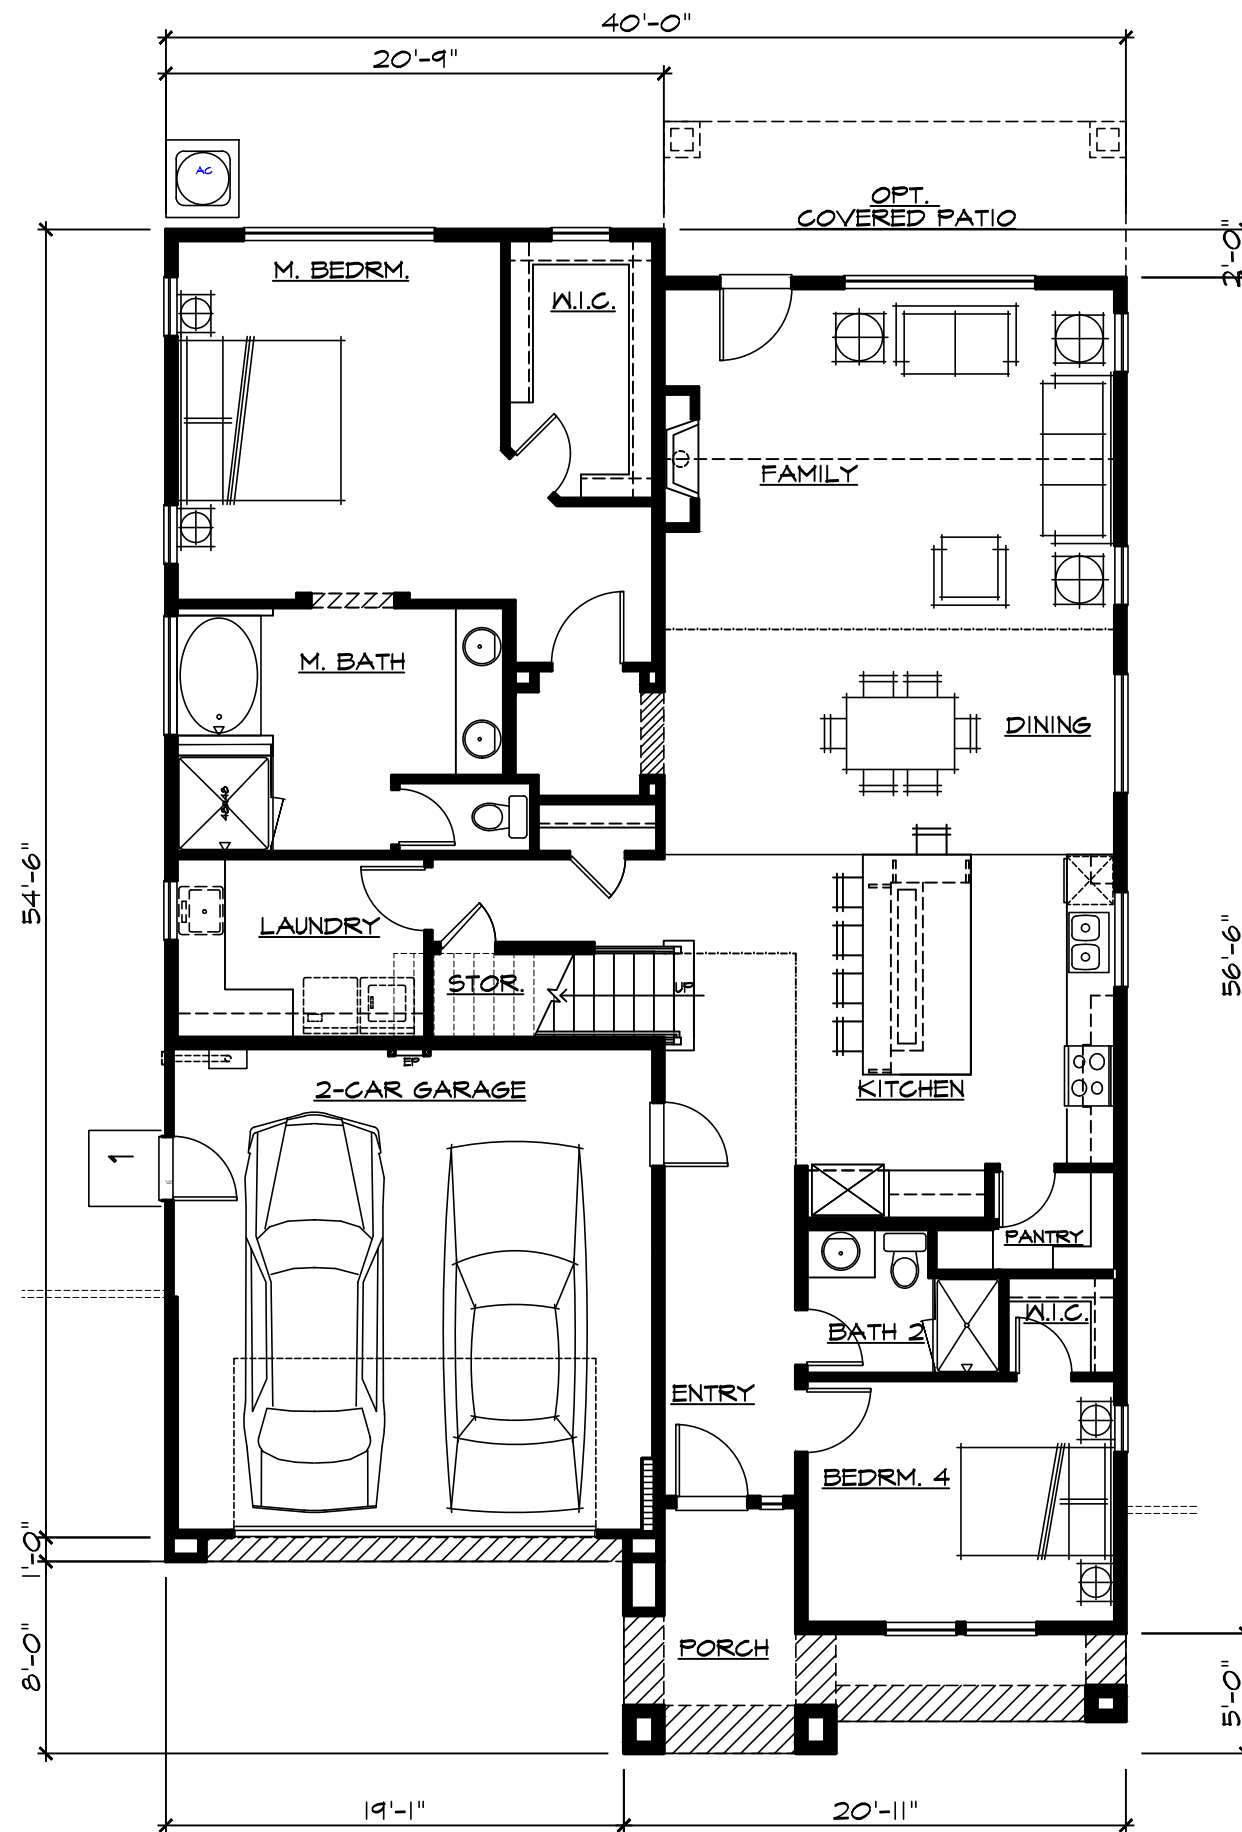 40'-0"
20'-9"
AC
OPT.
COVERED PATIO
2'-0"
M. BEDRM.
W.I.C.
FAMILY
M. BATH
DINING
48x48
54'-6"
LAUNDRY
STOR.
UP
56'-6"
EP
2-CAR GARAGE
KITCHEN
1
PANTRY
W.I.C.
BATH 2
ENTRY
BEDRM. 4
1'-0"
PORCH
8'-0"
5'-0"
19'-1"
20'-11"